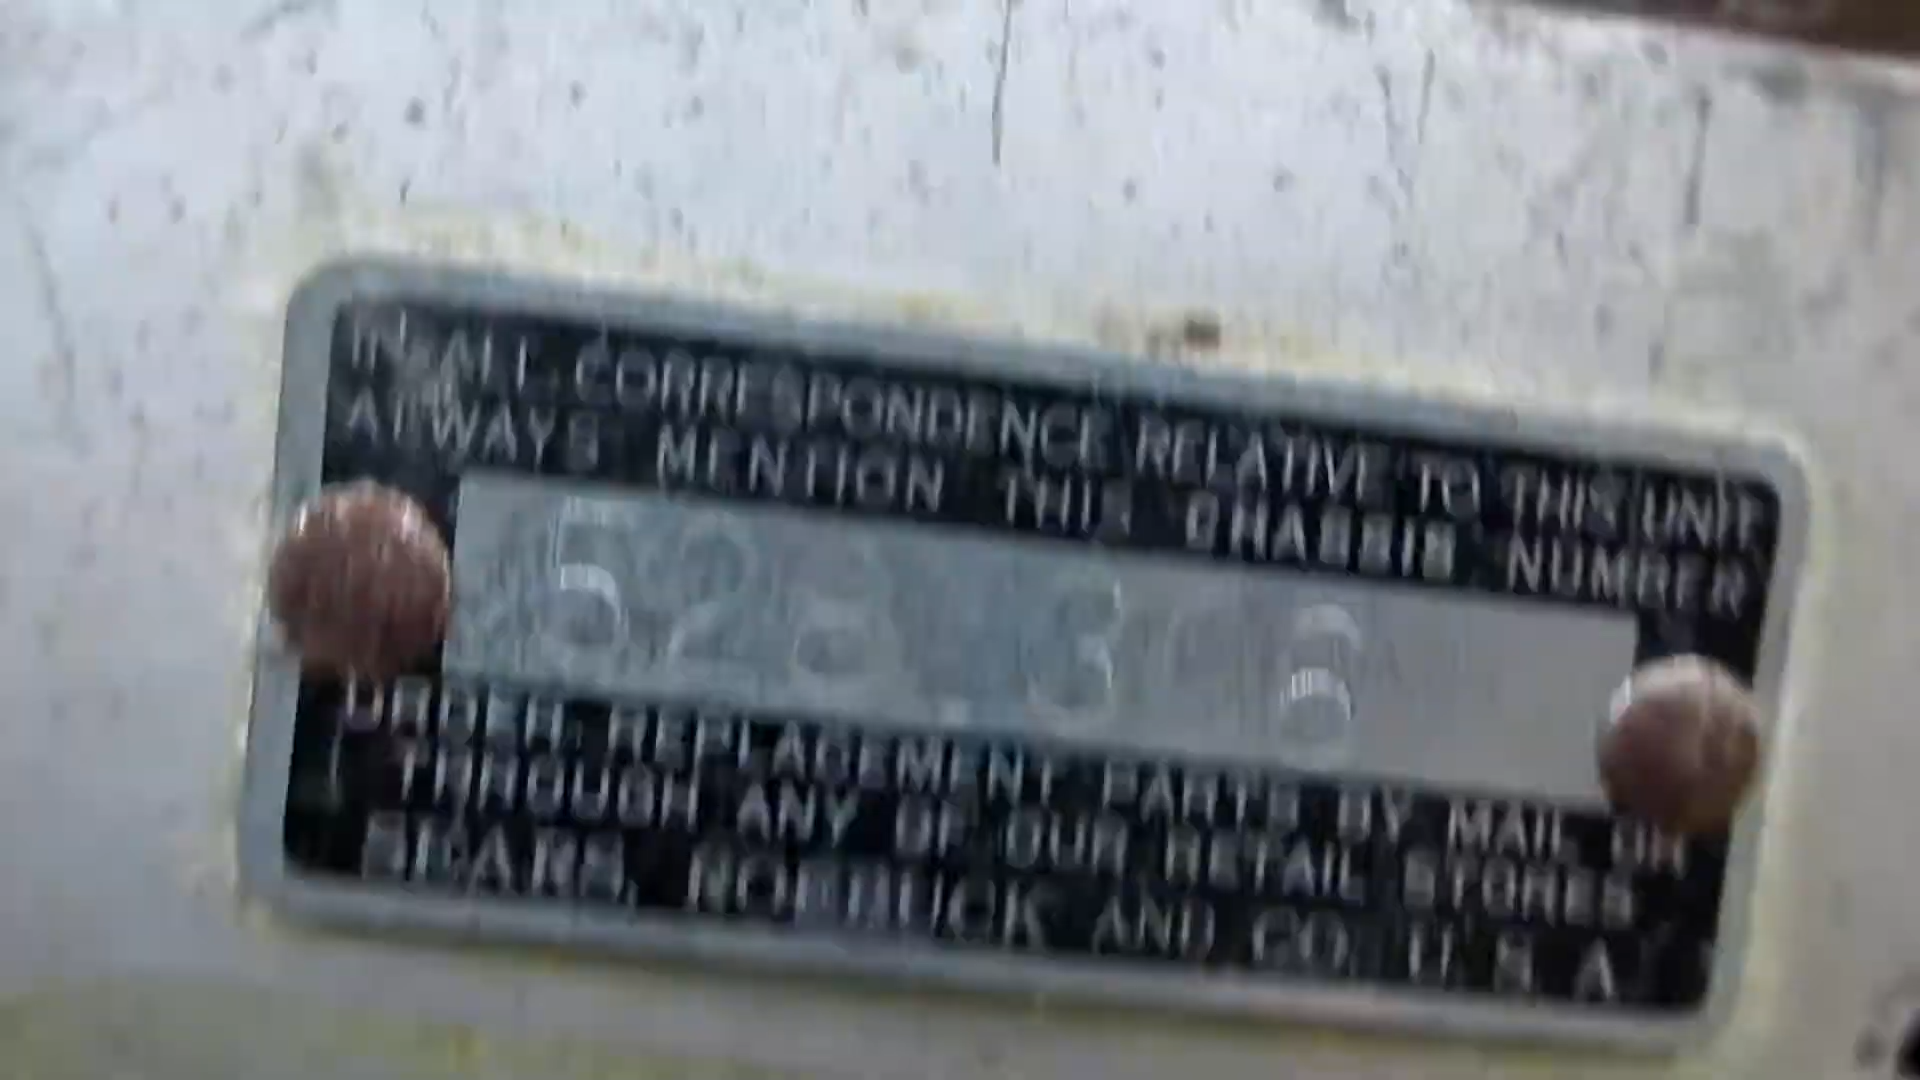 IN ALL CORRESPONDENCE RELATIVE TO THIS UNIT
ALWAYS MENTION THIS CHASSIS NUMBER
ORDER REPLACEMENT PARTS BY MAIL OR
THROUGH ANY OF OUR RETAIL STORES
SEARS, ROEBUCK AND CO. U.S.A.